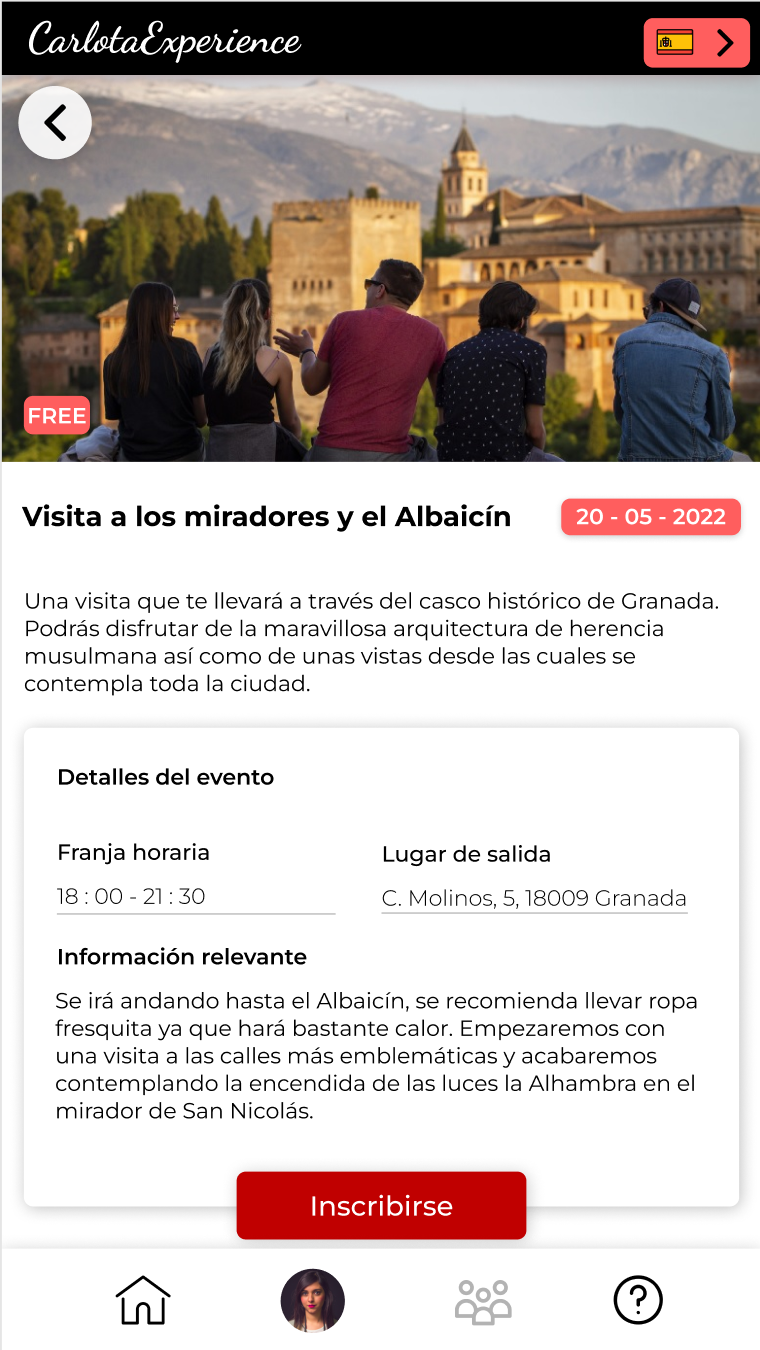 CarlotaExperience
FREE
Visita a los miradores y el Albaicín
20 - 05 - 2022
Una visita que te llevará a través del casco histórico de Granada.
Podrás disfrutar de la maravillosa arquitectura de herencia
musulmana así como de unas vistas desde las cuales se
contempla toda la ciudad.
Detalles del evento
Franja horaria
Lugar de salida
18 : 00 - 21 : 30
C. Molinos, 5, 18009 Granada
Información relevante
Se irá andando hasta el Albaicín, se recomienda llevar ropa
fresquita ya que hará bastante calor. Empezaremos con
una visita a las calles más emblemáticas y acabaremos
contemplando la encendida de las luces la Alhambra en el
mirador de San Nicolás.
Inscribirse